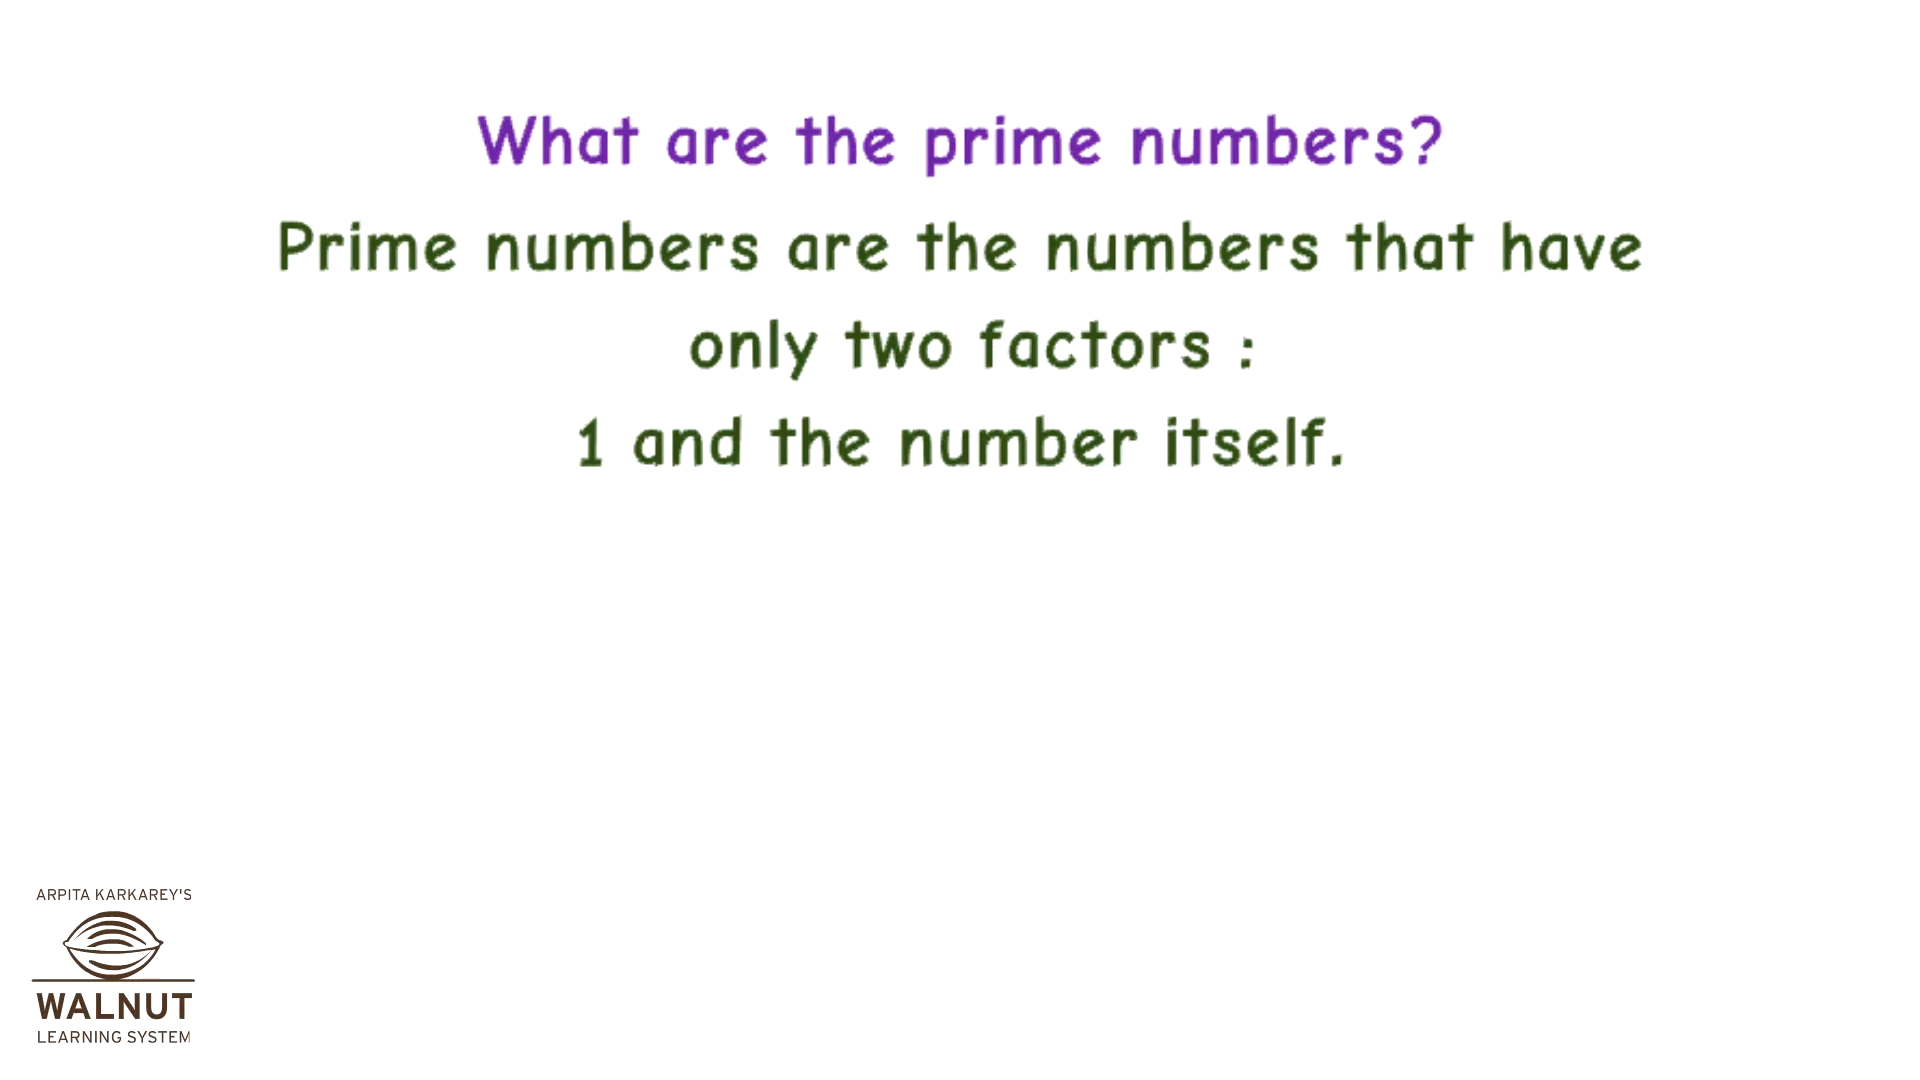 What are the prime numbers?
Prime numbers are the numbers that have
only two factors :
1 and the number itself.
ARPITA KARKAREY'S
WALNUT
LEARNING SYSTEM